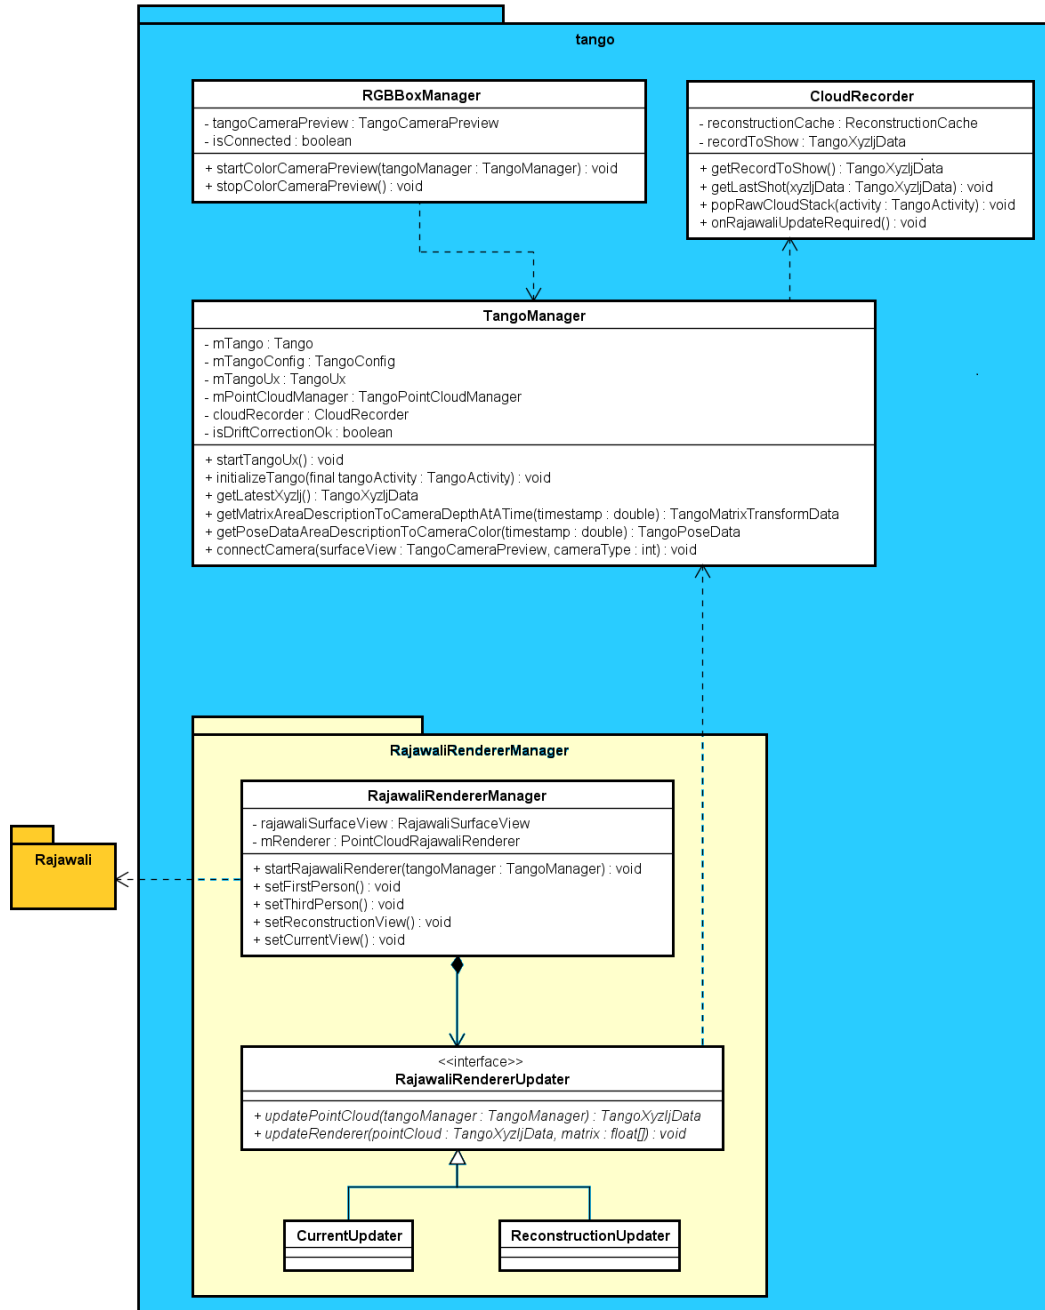 tango
RGBBoxManager
- tangoCameraPreview : TangoCameraPreview
- isConnected : boolean
+ startColorCameraPreview(tangoManager : TangoManager) : void
+ stopColorCameraPreview() : void
CloudRecorder
- reconstructionCache : ReconstructionCache
- recordToShow : TangoXyzIjData
+ getRecordToShow() : TangoXyzIjData
+ getLastShot(xyzIjData : TangoXyzIjData) : void
+ popRawCloudStack(activity : TangoActivity) : void
+ onRajawaliUpdateRequired() : void
TangoManager
- mTango : Tango
- mTangoConfig : TangoConfig
- mTangoUx : TangoUx
- mPointCloudManager : TangoPointCloudManager
- cloudRecorder : CloudRecorder
- isDriftCorrectionOk : boolean
+ startTangoUx() : void
+ initializeTango(final tangoActivity : TangoActivity) : void
+ getLatestXyzIj() : TangoXyzIjData
+ getMatrixAreaDescriptionToCameraDepthAtATime(timestamp : double) : TangoMatrixTransformData
+ getPoseDataAreaDescriptionToCameraColor(timestamp : double) : TangoPoseData
+ connectCamera(surfaceView : TangoCameraPreview, cameraType : int) : void
RajawaliRendererManager
RajawaliRendererManager
- rajawaliSurfaceView : RajawaliSurfaceView
- mRenderer : PointCloudRajawaliRenderer
+ startRajawaliRenderer(tangoManager : TangoManager) : void
+ setFirstPerson() : void
+ setThirdPerson() : void
+ setReconstructionView() : void
+ setCurrentView() : void
Rajawali
<<interface>>
RajawaliRendererUpdater
+ updatePointCloud(tangoManager : TangoManager) : TangoXyzIjData
+ updateRenderer(pointCloud : TangoXyzIjData, matrix : float[]) : void
CurrentUpdater
ReconstructionUpdater